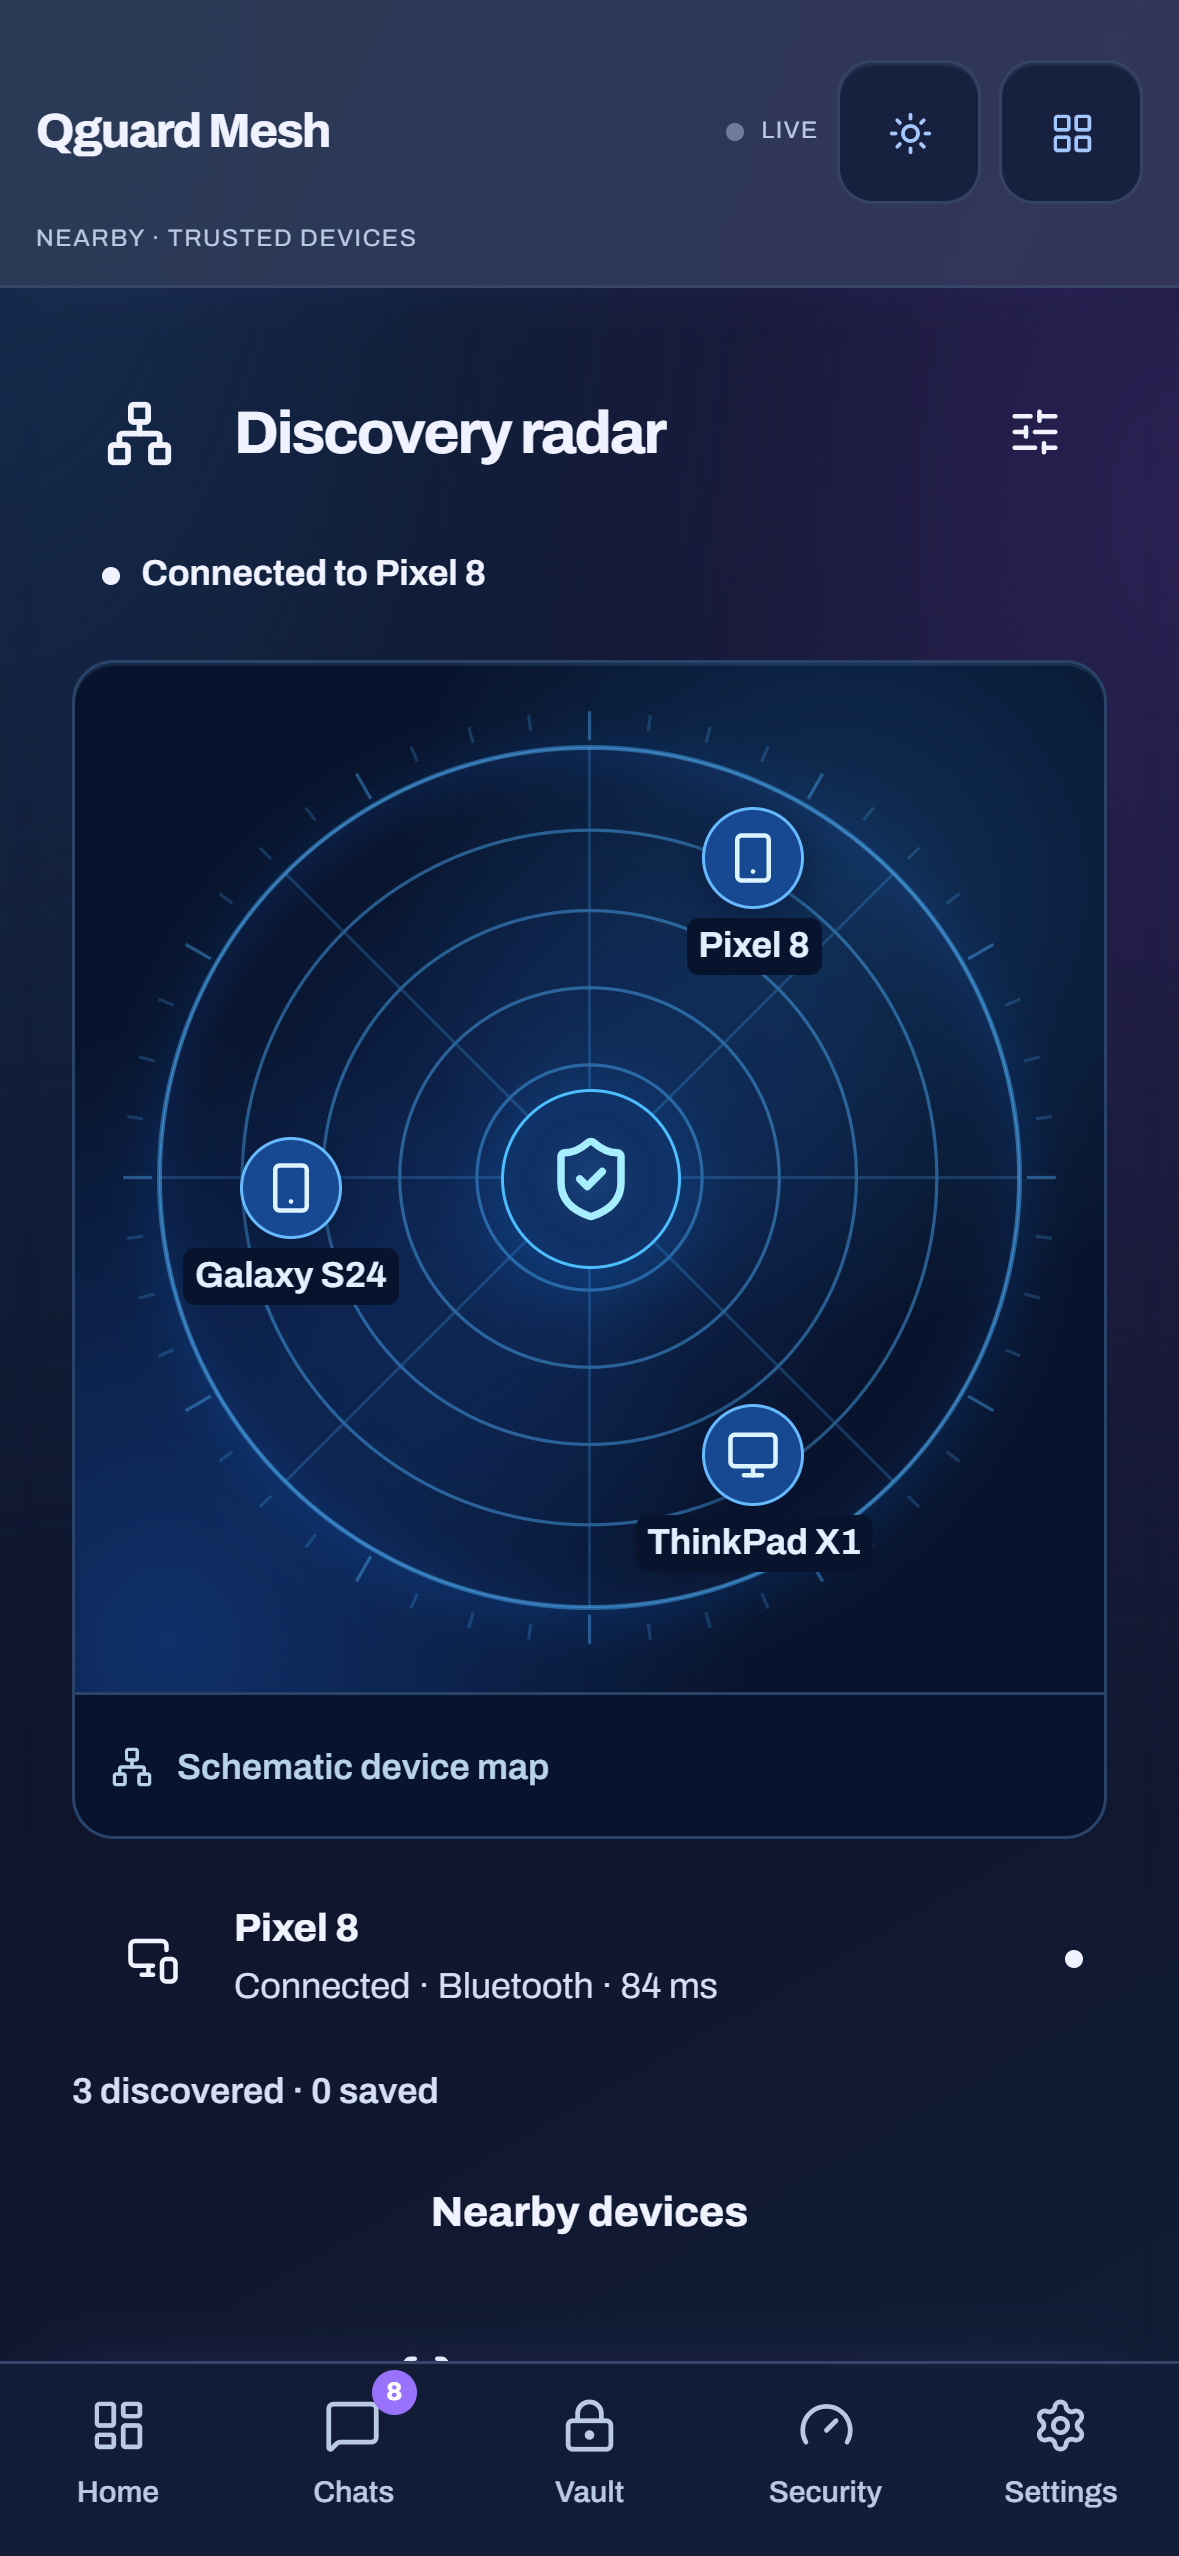 Qguard Mesh
LIVE
NEARBY · TRUSTED DEVICES
Discovery radar
Connected to Pixel 8
Pixel 8
Galaxy S24
ThinkPad X1
Schematic device map
Pixel 8
Connected · Bluetooth · 84 ms
3 discovered · 0 saved
Nearby devices
8
Home
Chats
Vault
Security
Settings